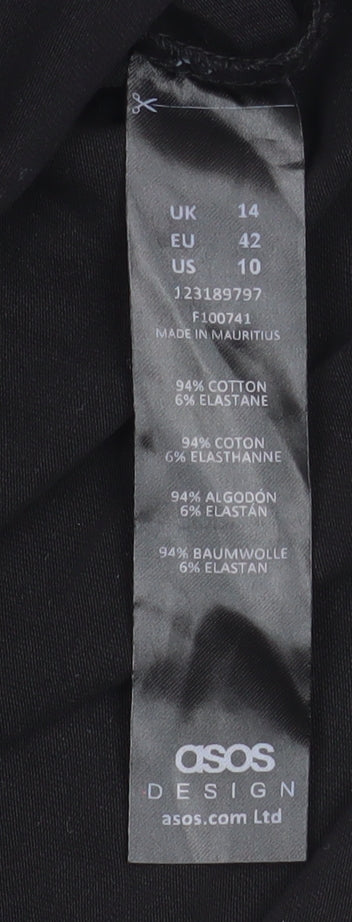 UK 14
EU 42
US 10
J23189797
F100741
MADE IN MAURITIUS
94% COTTON
6% ELASTANE
94% COTON
6% ELASTHANNE
94% ALGODÓN
6% ELASTÁN
94% BAUMWOLLE
6% ELASTAN
asos
DESIGN
asos.com Ltd